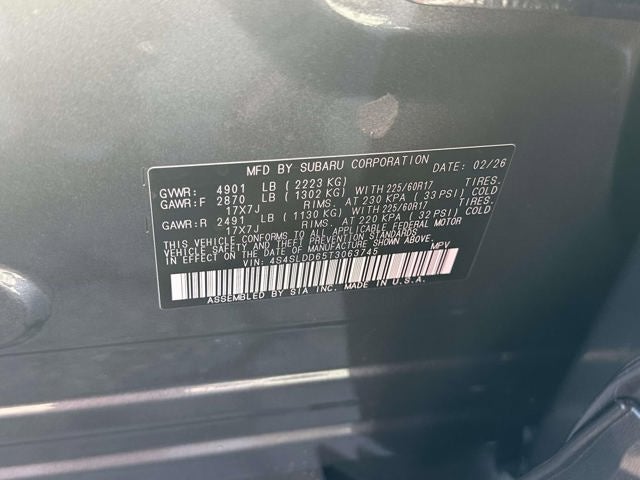 MFD BY SUBARU CORPORATION DATE: 02/26
GVWR: 4901 LB ( 2223 KG)
GAWR:F 2870 LB ( 1302 KG) WITH 225/60R17 TIRES.
17X7J RIMS. AT 230 KPA ( 33 PSI) COLD
GAWR:R 2491 LB ( 1130 KG) WITH 225/60R17 TIRES.
17X7J RIMS. AT 220 KPA ( 32 PSI) COLD
THIS VEHICLE CONFORMS TO ALL APPLICABLE FEDERAL MOTOR
VEHICLE SAFETY AND THEFT PREVENTION STANDARDS
IN EFFECT ON THE DATE OF MANUFACTURE SHOWN ABOVE.
VIN: 4S4SLDD65T3063745 MPV
ASSEMBLED BY SIA INC. MADE IN U.S.A.